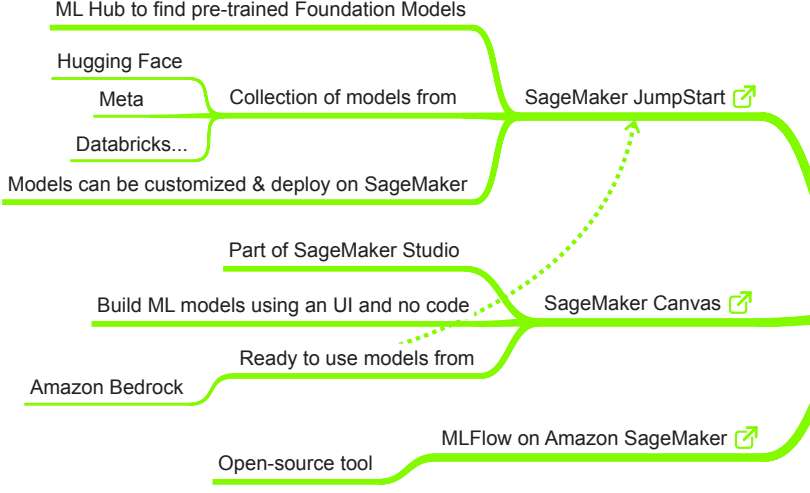 ML Hub to find pre-trained Foundation Models
Hugging Face
Meta
Databricks...
Collection of models from
SageMaker JumpStart
Models can be customized & deploy on SageMaker
Part of SageMaker Studio
Build ML models using an UI and no code
SageMaker Canvas
Ready to use models from
Amazon Bedrock
MLFlow on Amazon SageMaker
Open-source tool